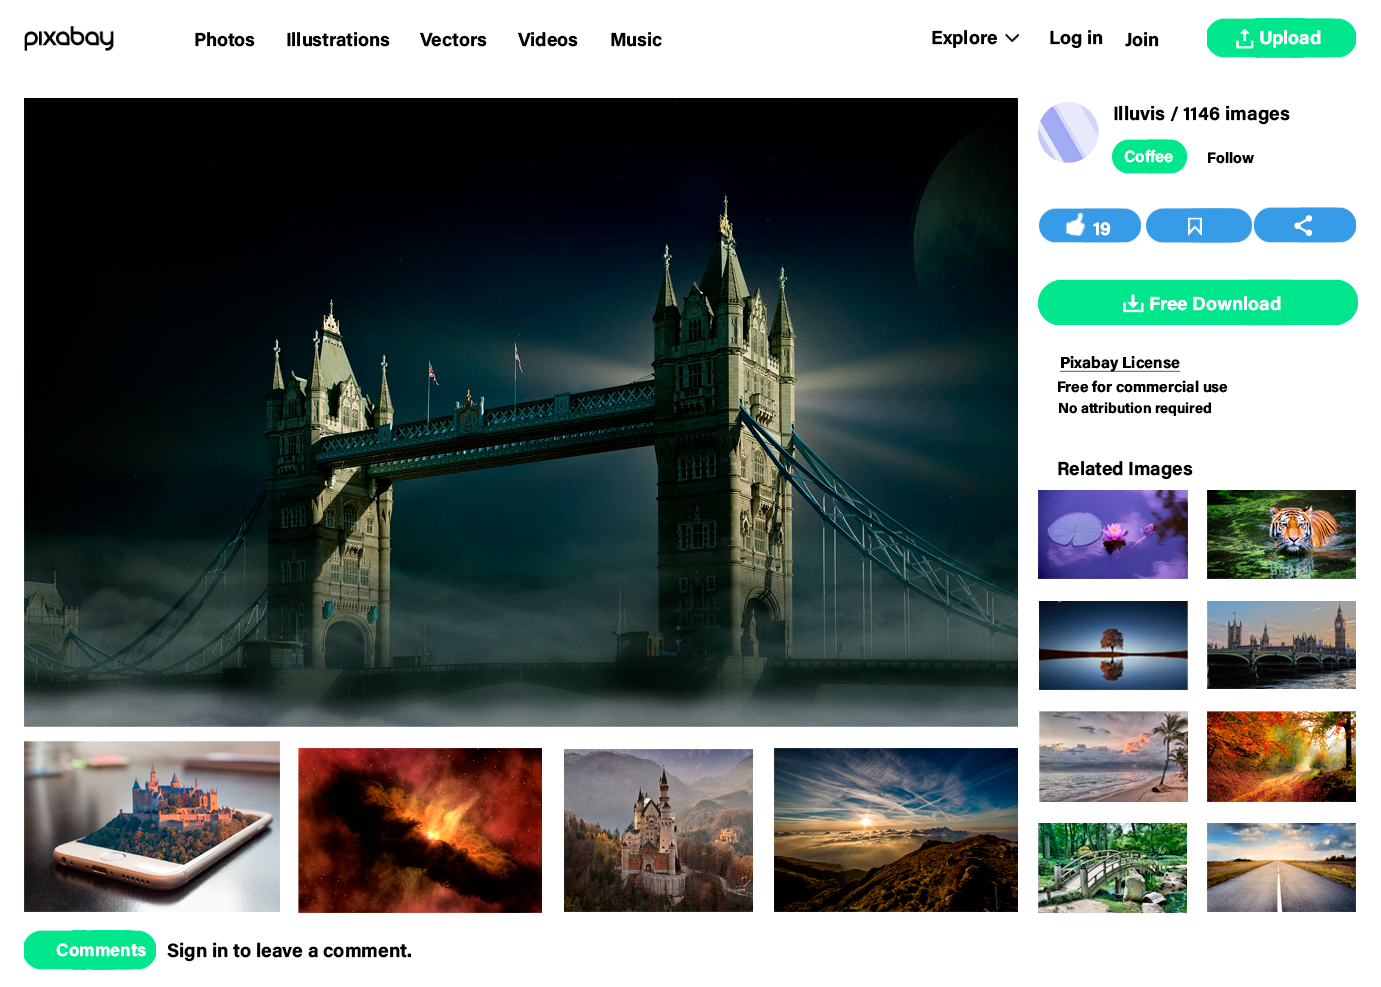 pixabay
Photos Illustrations Vectors Videos Music
Explore Log in Join Upload
Illuvis / 1146 images
Coffee Follow
19
Free Download
Pixabay License
Free for commercial use
No attribution required
Related Images
Comments Sign in to leave a comment.